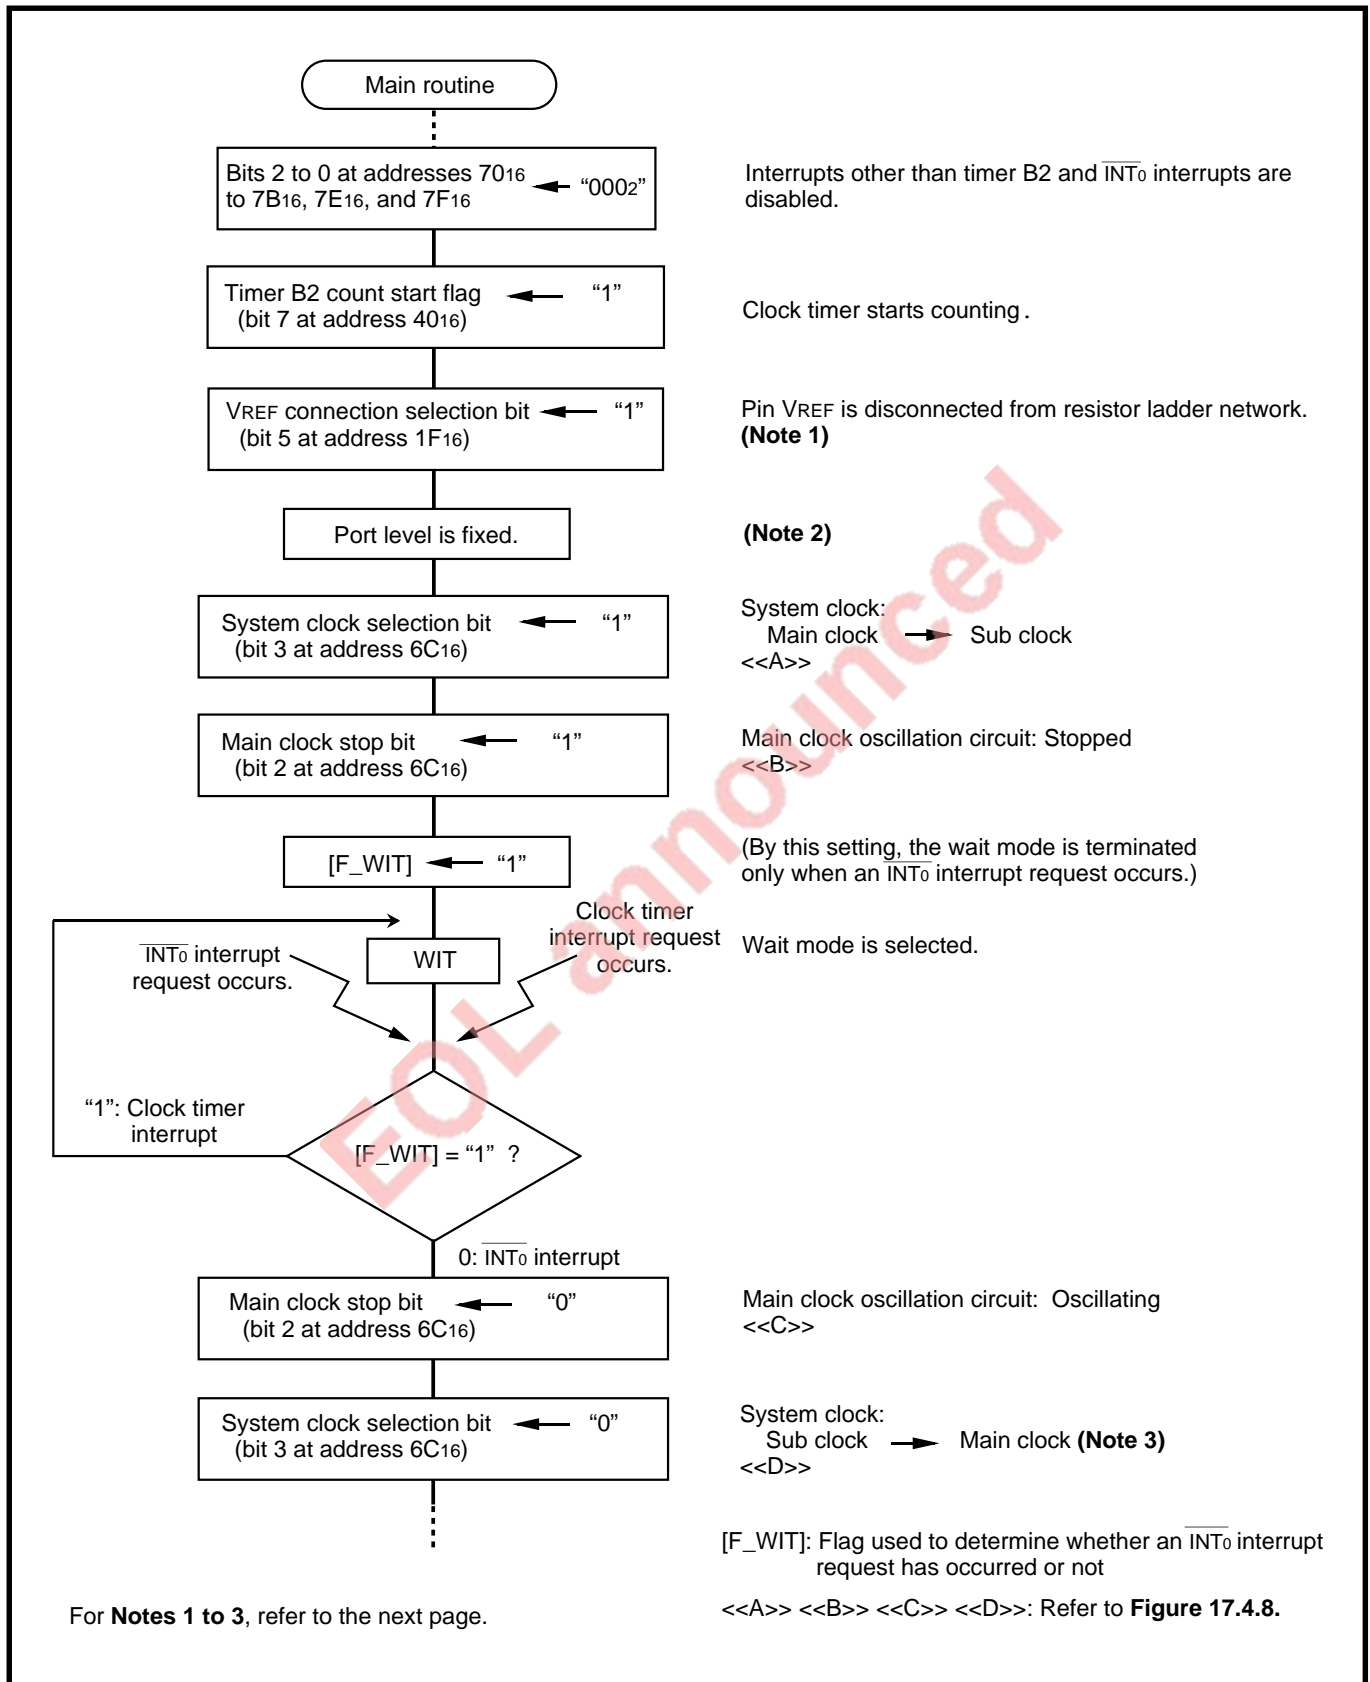 Main routine
Bits 2 to 0 at addresses 7016
to 7B16, 7E16, and 7F16
“0002”
Interrupts other than timer B2 and INT0 interrupts are
disabled.
Timer B2 count start flag
“1”
(bit 7 at address 4016)
Clock timer starts counting.
VREF connection selection bit
“1”
(bit 5 at address 1F16)
Pin VREF is disconnected from resistor ladder network.
(Note 1)
Port level is fixed.
(Note 2)
System clock selection bit
“1”
(bit 3 at address 6C16)
System clock:
Main clock
Sub clock
<<A>>
Main clock stop bit
“1”
(bit 2 at address 6C16)
Main clock oscillation circuit: Stopped
<<B>>
[F_WIT]
“1”
(By this setting, the wait mode is terminated
only when an INT0 interrupt request occurs.)
Clock timer
interrupt request
occurs.
INT0 interrupt
request occurs.
WIT
Wait mode is selected.
“1”: Clock timer
interrupt
[F_WIT] = “1” ?
0: INT0 interrupt
Main clock stop bit
“0”
(bit 2 at address 6C16)
Main clock oscillation circuit: Oscillating
<<C>>
System clock selection bit
“0”
(bit 3 at address 6C16)
System clock:
Sub clock
Main clock (Note 3)
<<D>>
[F_WIT]: Flag used to determine whether an INT0 interrupt
request has occurred or not
For Notes 1 to 3, refer to the next page.
<<A>> <<B>> <<C>> <<D>>: Refer to Figure 17.4.8.
EOL announced